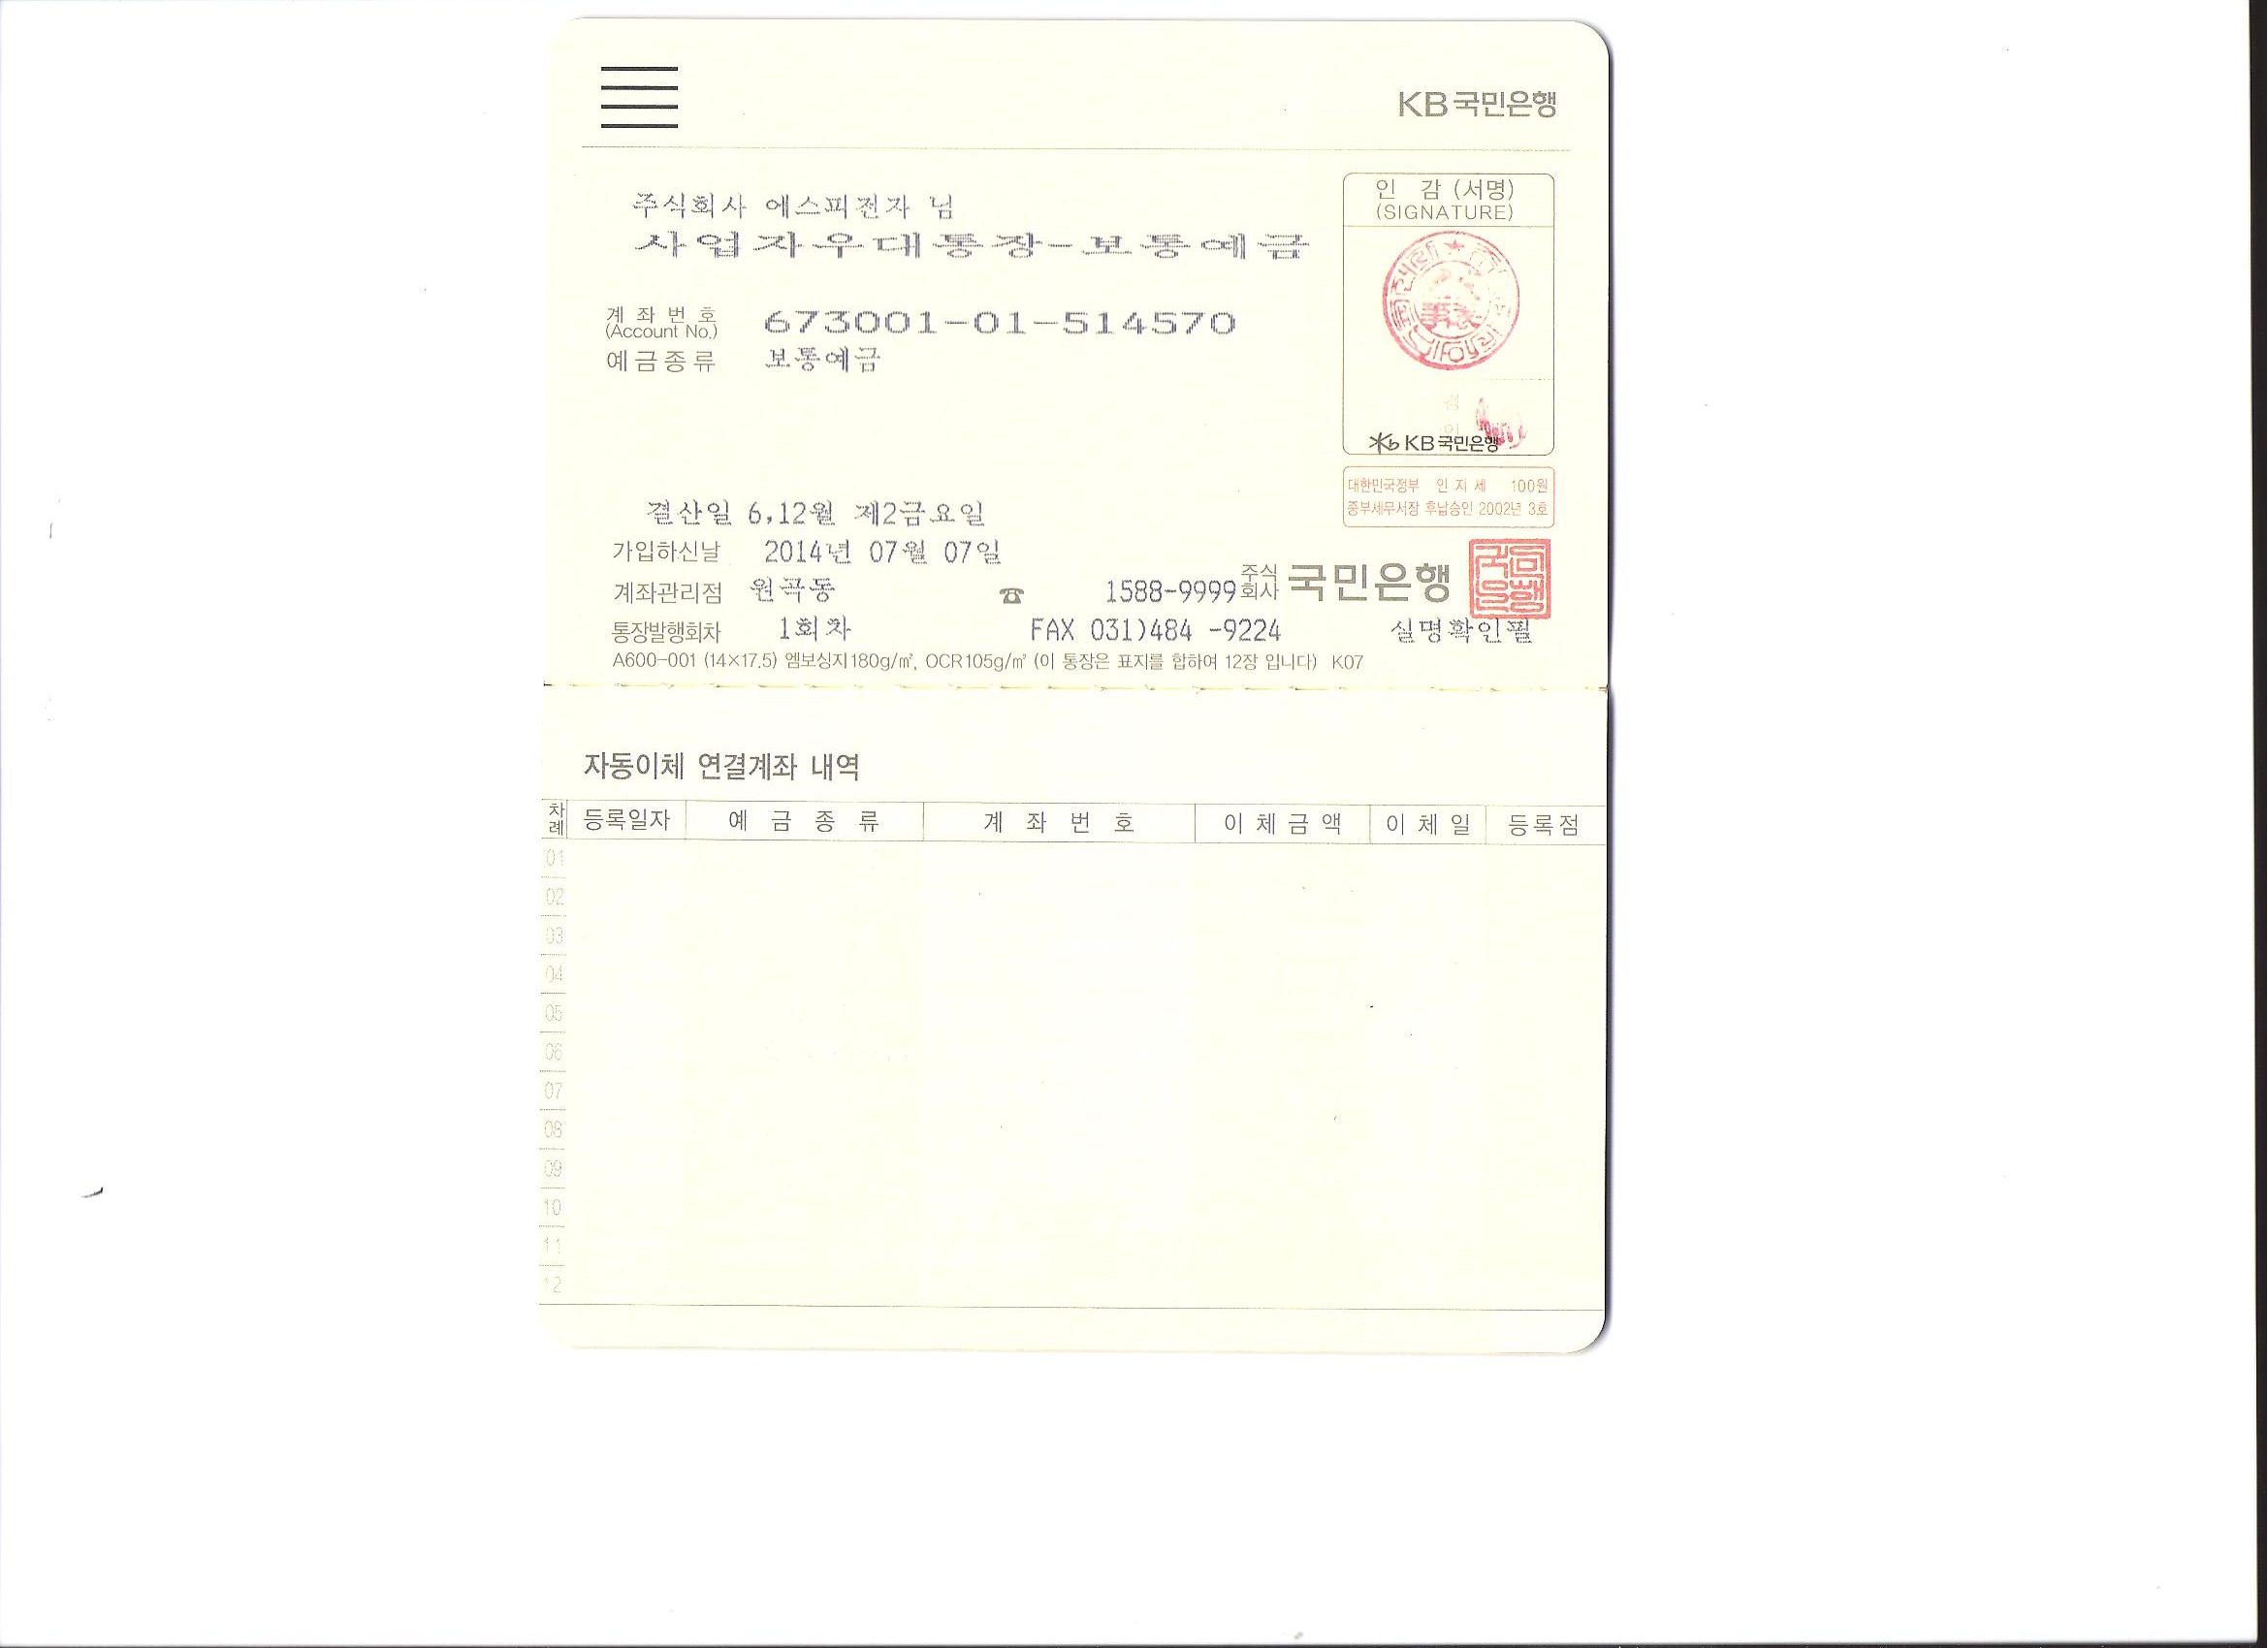 KB국민은행
인 감 (서명)
(SIGNATURE)
주식회사 에스피전자 님
사업자우대통장-보통예금
계 좌 번 호
(Account No.) 673001-01-514570
예금종류 보통예금
KB국민은행
대한민국정부 인 지 세 100원
중부세무서장 후납승인 2002년 3호
결산일 6,12월 제2금요일
가입하신날 2014년 07월 07일
계좌관리점 원곡동 ☎ 1588-9999 주식회사 국민은행
통장발행회차 1회차 FAX 031)484 -9224 실명확인필
A600-001 (14×17.5) 엠보싱지180g/㎡, OCR105g/㎡ (이 통장은 표지를 합하여 12장 입니다) K07
자동이체 연결계좌 내역
차례 등록일자 예 금 종 류 계 좌 번 호 이 체 금 액 이 체 일 등록점
01
02
03
04
05
06
07
08
09
10
11
12